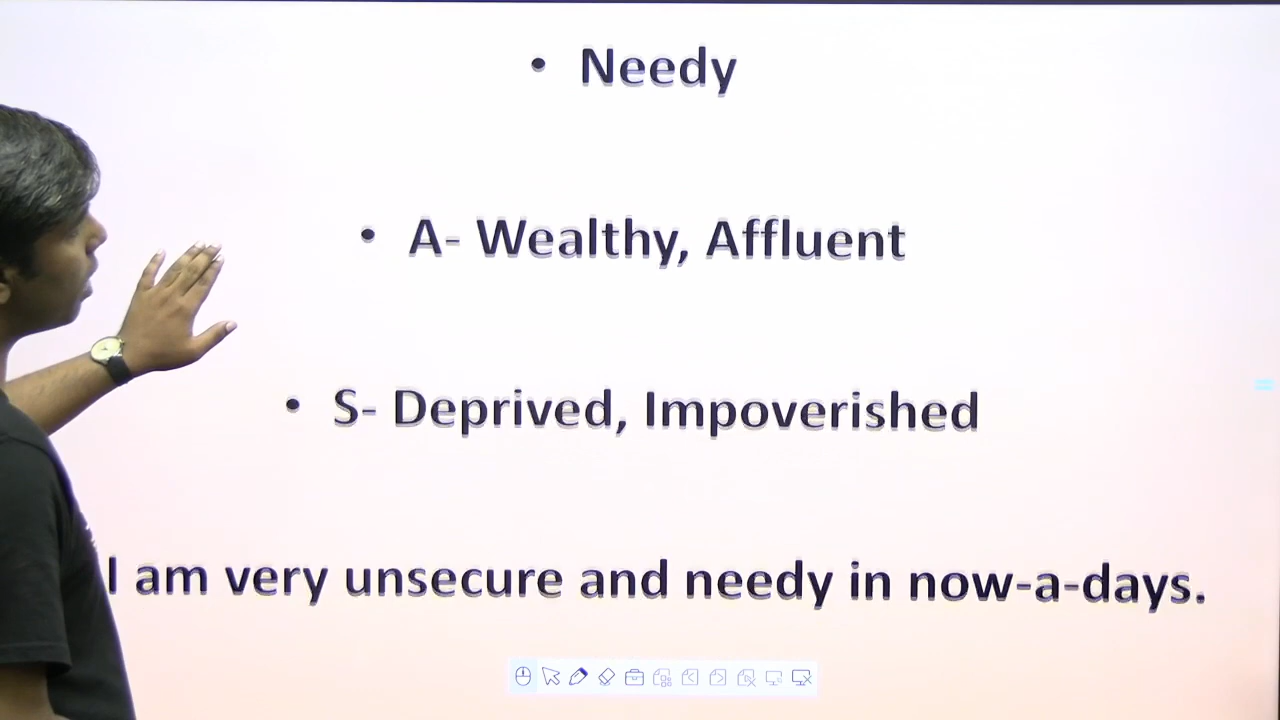 • Needy
• A- Wealthy, Affluent
• S- Deprived, Impoverished
I am very unsecure and needy in now-a-days.